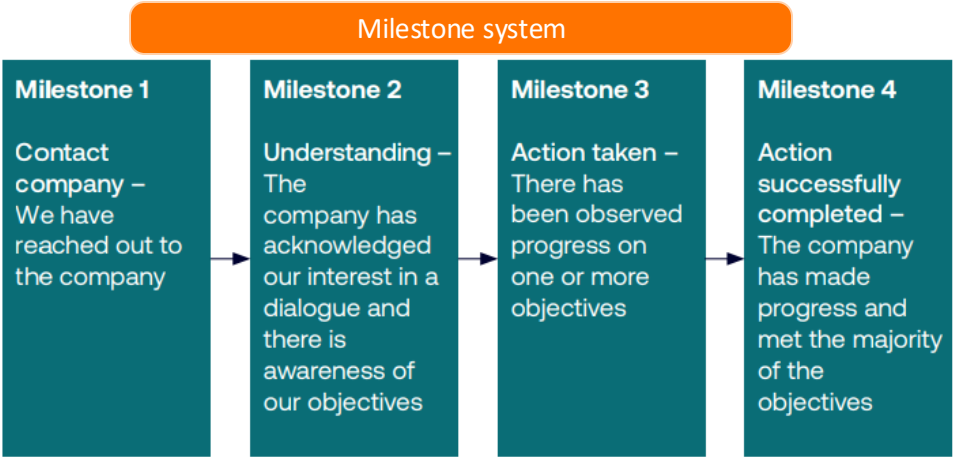 Milestone system
Milestone 1
Contact
company –
We have
reached out to
the company
Milestone 2
Understanding –
The
company has
acknowledged
our interest in a
dialogue and
there is
awareness of
our objectives
Milestone 3
Action taken –
There has
been observed
progress on
one or more
objectives
Milestone 4
Action
successfully
completed –
The company
has made
progress and
met the majority
of the
objectives